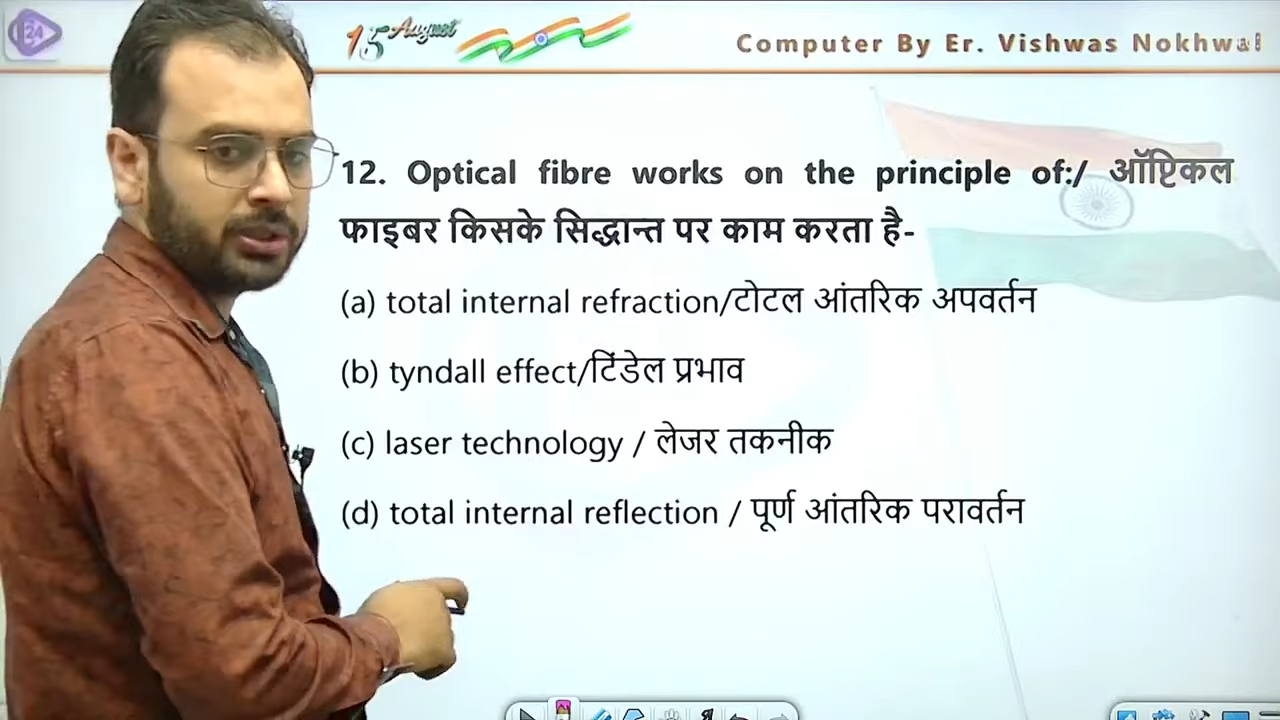 24
15 August
Computer By Er. Vishwas Nokhwal
12. Optical fibre works on the principle of:/ ऑप्टिकल
फाइबर किसके सिद्धान्त पर काम करता है-
(a) total internal refraction/टोटल आंतरिक अपवर्तन
(b) tyndall effect/टिंडेल प्रभाव
(c) laser technology / लेजर तकनीक
(d) total internal reflection / पूर्ण आंतरिक परावर्तन